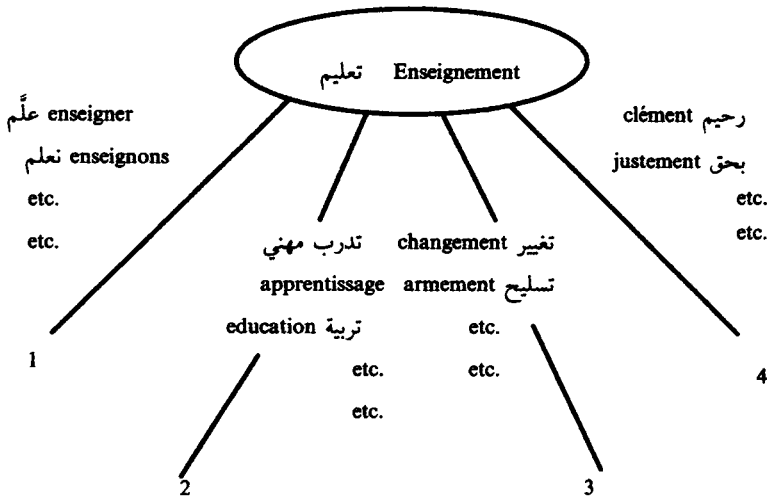 تعليم Enseignement
علَّم enseigner
نعلم enseignons
etc.
etc.
رحيم clément
بحق justement
etc.
etc.
تدرب مهني
apprentissage
education تربية
etc.
etc.
changement تغيير
armement تسليح
etc.
etc.
1
2
3
4